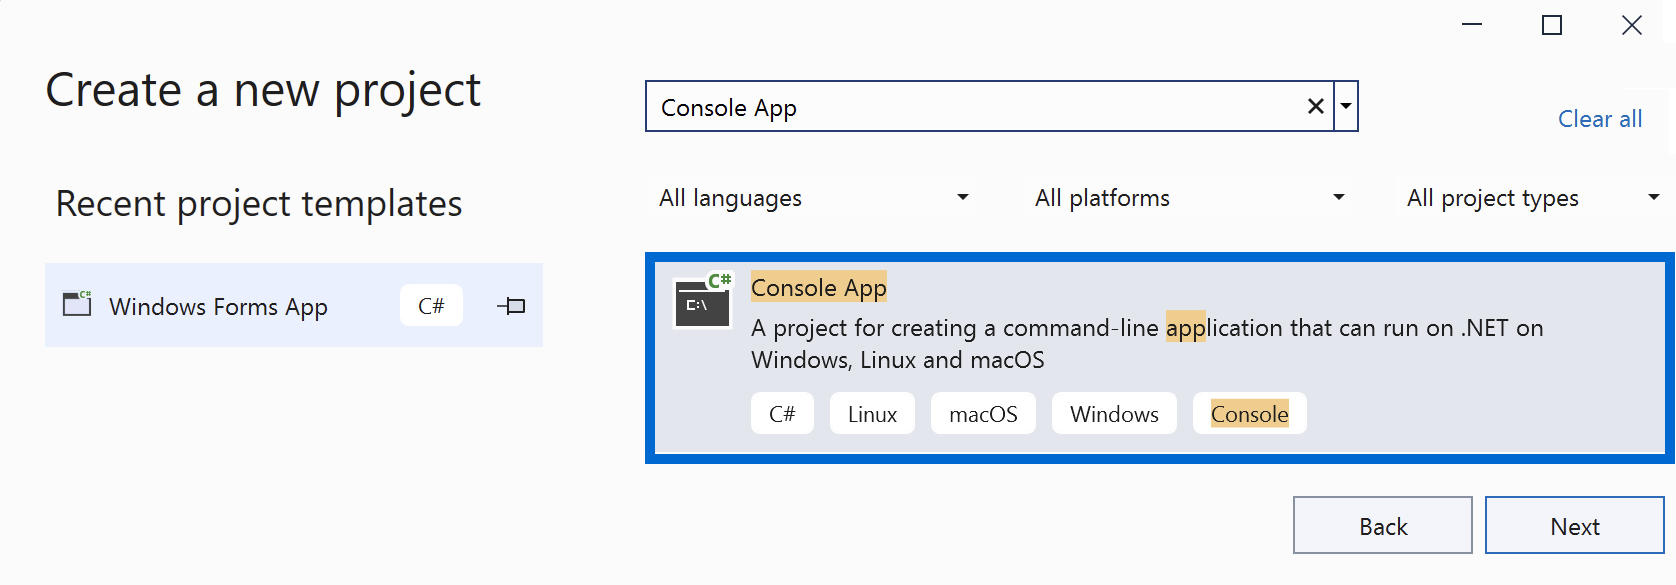 Create a new project
Console App
Clear all
Recent project templates
All languages
All platforms
All project types
Windows Forms App
C#
C#
C:\
Console App
A project for creating a command-line application that can run on .NET on
Windows, Linux and macOS
C#
Linux
macOS
Windows
Console
Back
Next